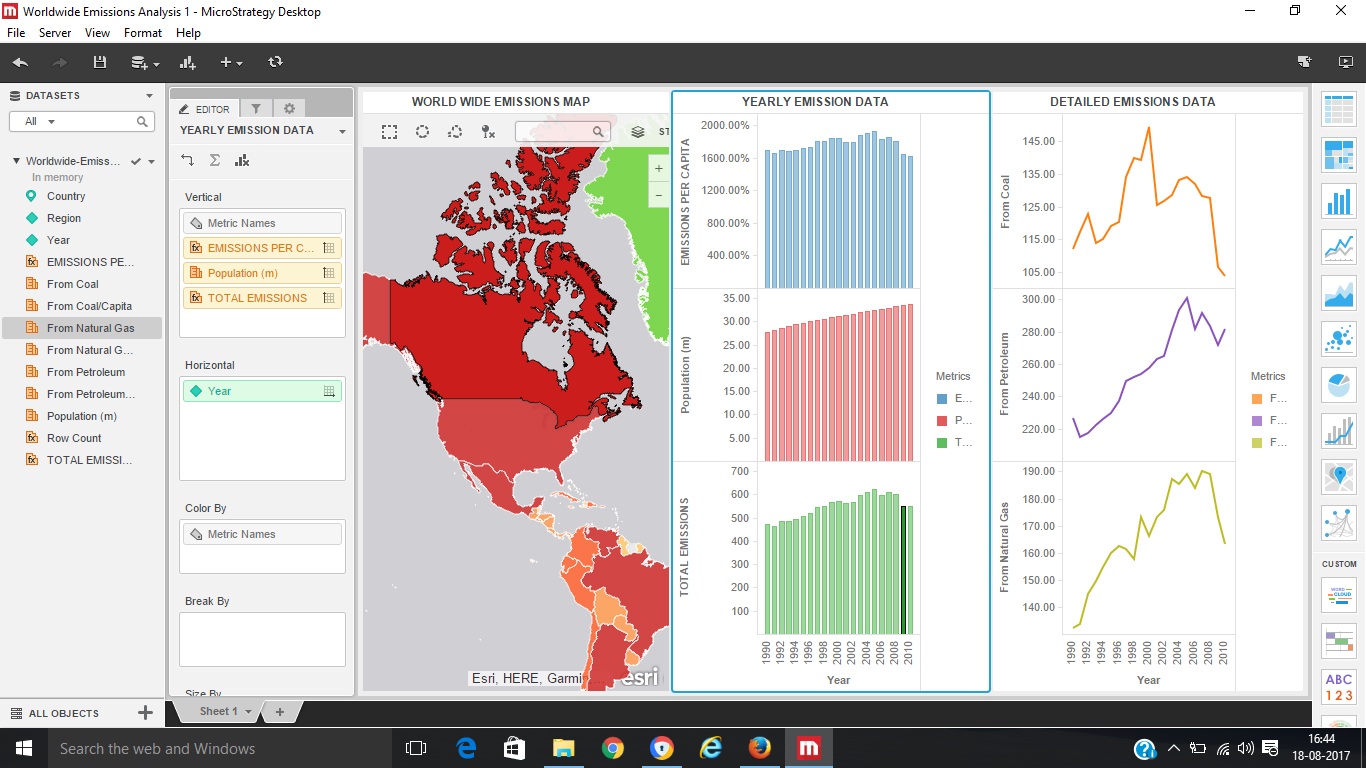 Worldwide Emissions Analysis 1 - MicroStrategy Desktop
File Server View Format Help
DATASETS
All
Worldwide-Emiss...
In memory
Country
Region
Year
EMISSIONS PE...
From Coal
From Coal/Capita
From Natural Gas
From Natural G...
From Petroleum
From Petroleum...
Population (m)
Row Count
TOTAL EMISSI...
ALL OBJECTS
EDITOR
YEARLY EMISSION DATA
Vertical
Metric Names
EMISSIONS PER C...
Population (m)
TOTAL EMISSIONS
Horizontal
Year
Color By
Metric Names
Break By
Size By
WORLD WIDE EMISSIONS MAP
ST
+
−
Esri, HERE, Garmi
esri
YEARLY EMISSION DATA
EMISSIONS PER CAPITA
2000.00%
1600.00%
1200.00%
800.00%
400.00%
Population (m)
35.00
30.00
25.00
20.00
15.00
10.00
5.00
TOTAL EMISSIONS
700
600
500
400
300
200
100
1990 1992 1994 1996 1998 2000 2002 2004 2006 2008 2010
Year
Metrics
E...
P...
T...
DETAILED EMISSIONS DATA
From Coal
145.00
135.00
125.00
115.00
105.00
From Petroleum
300.00
280.00
260.00
240.00
220.00
From Natural Gas
190.00
180.00
170.00
160.00
150.00
140.00
1990 1992 1994 1996 1998 2000 2002 2004 2006 2008 2010
Year
Metrics
F...
F...
F...
CUSTOM
WORD
CLOUD
ABC
123
Sheet 1
Search the web and Windows
16:44
18-08-2017